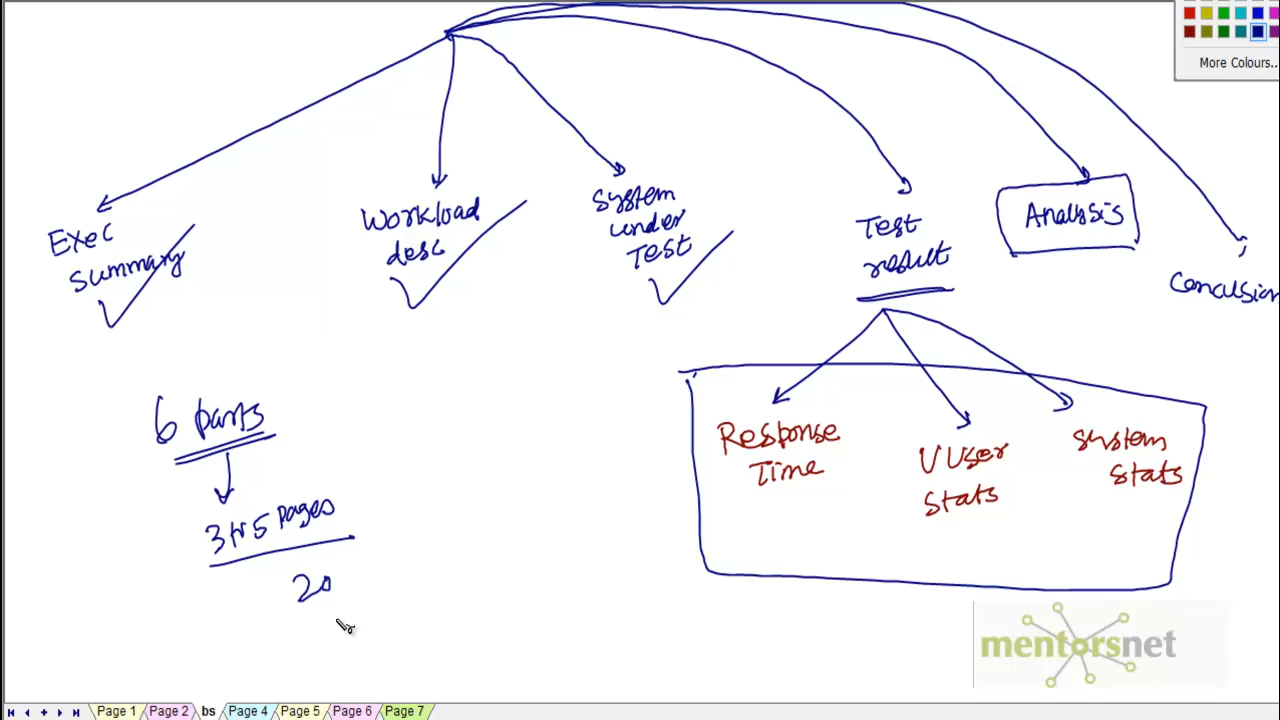 More Colours..
Exec
summary
Workload
desc
System
under
Test
Test
result
Analysis
Conculsion
6 parts
3 to 5 pages
20
Response
Time
VUser
Stats
System
Stats
mentorsnet
Page 1 Page 2 bs Page 4 Page 5 Page 6 Page 7